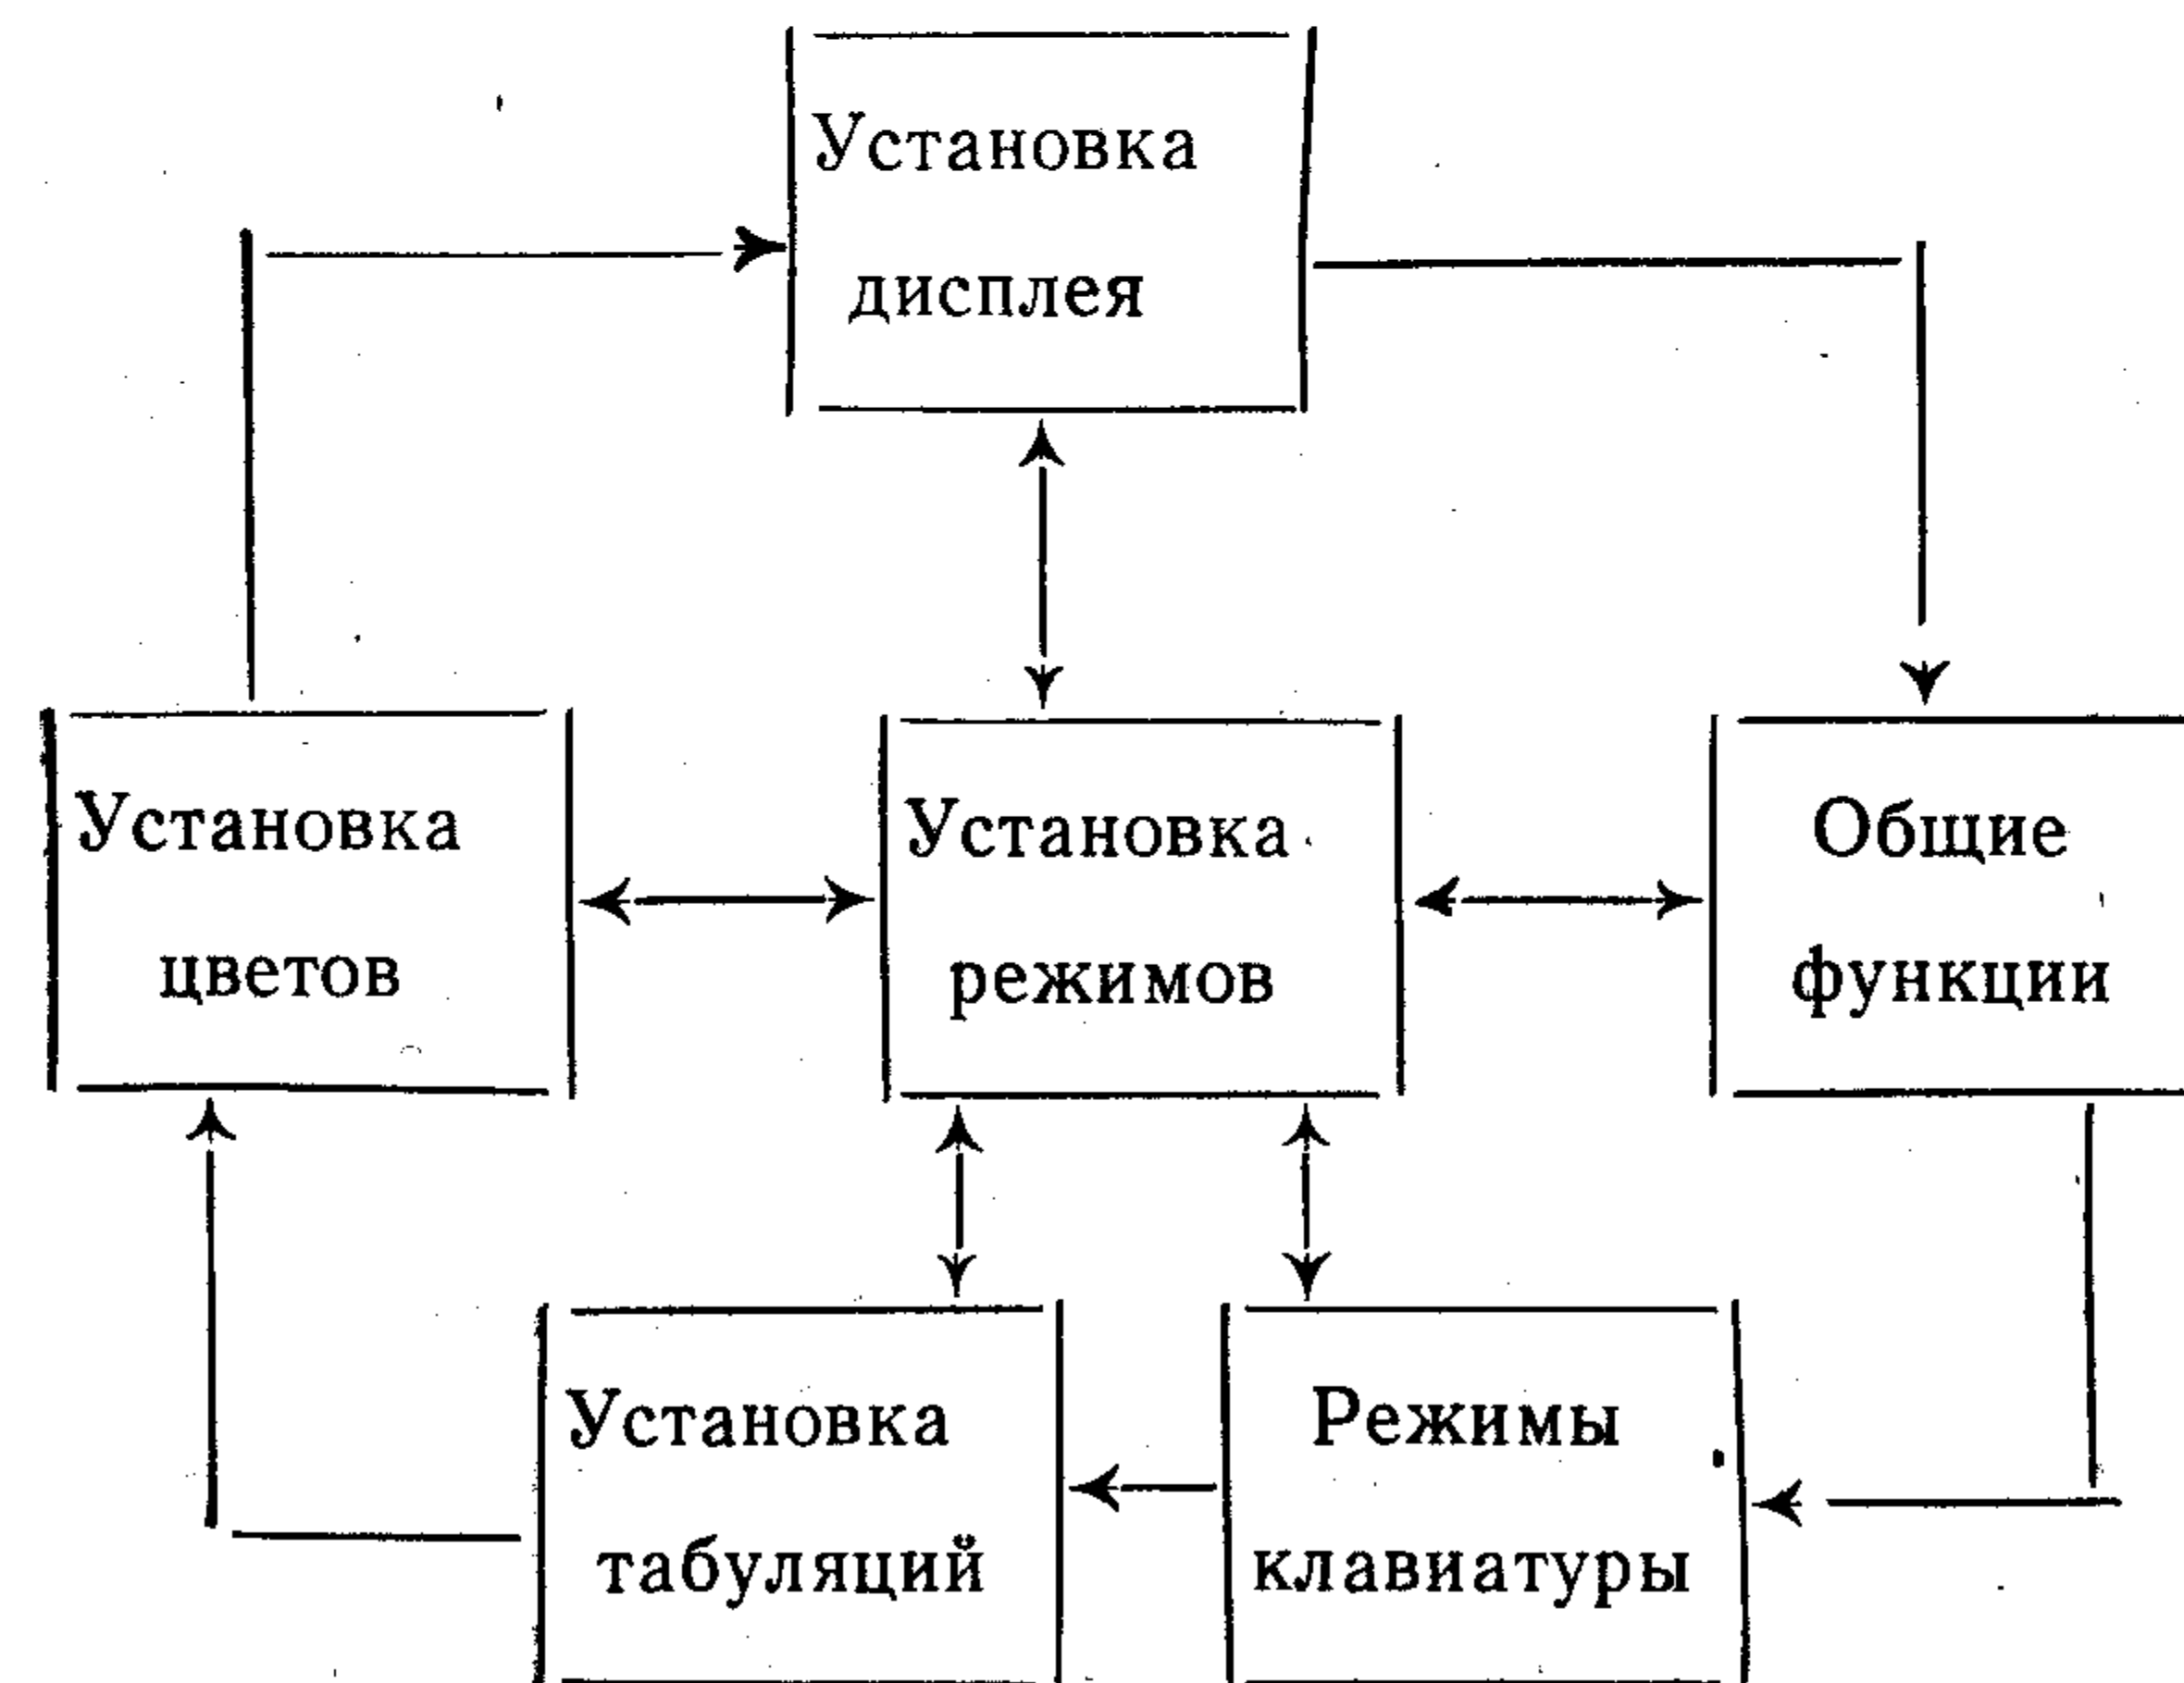 Установка
дисплея
Установка
цветов
Установка
режимов
Общие
функции
Установка
табуляций
Режимы
клавиатуры